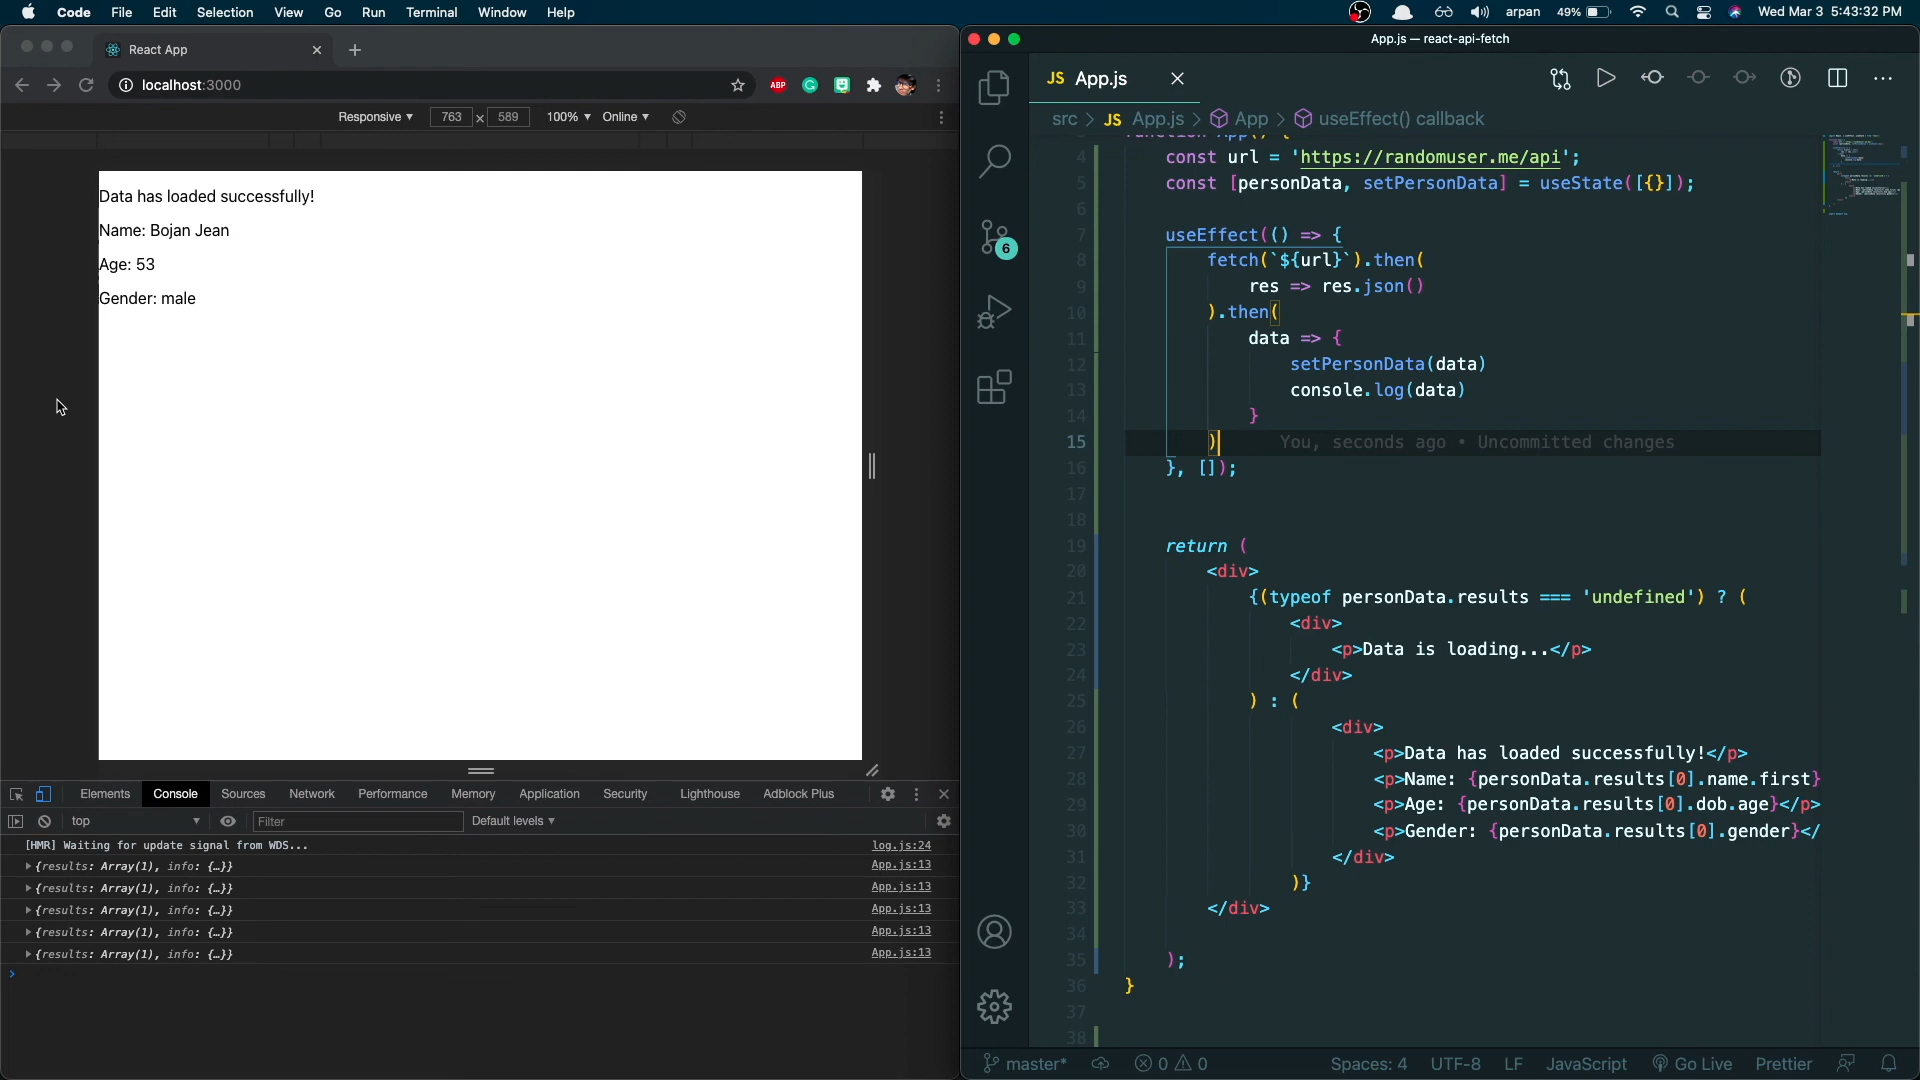 Code File Edit Selection View Go Run Terminal Window Help
arpan 49% Wed Mar 3 5:43:32 PM
React App
localhost:3000
ABP
Responsive 763 x 589 100% Online
Data has loaded successfully!
Name: Bojan Jean
Age: 53
Gender: male
Elements Console Sources Network Performance Memory Application Security Lighthouse Adblock Plus
top Filter Default levels
[HMR] Waiting for update signal from WDS... log.js:24
{results: Array(1), info: {…}} App.js:13
{results: Array(1), info: {…}} App.js:13
{results: Array(1), info: {…}} App.js:13
{results: Array(1), info: {…}} App.js:13
{results: Array(1), info: {…}} App.js:13
App.js — react-api-fetch
JS App.js
src > JS App.js > App > useEffect() callback
6
3 function App() {
4 const url = 'https://randomuser.me/api';
5 const [personData, setPersonData] = useState([{}]);
6
7 useEffect(() => {
8 fetch(`${url}`).then(
9 res => res.json()
10 ).then(
11 data => {
12 setPersonData(data)
13 console.log(data)
14 }
15 ) You, seconds ago • Uncommitted changes
16 }, []);
17
18
19 return (
20 <div>
21 {(typeof personData.results === 'undefined') ? (
22 <div>
23 <p>Data is loading...</p>
24 </div>
25 ) : (
26 <div>
27 <p>Data has loaded successfully!</p>
28 <p>Name: {personData.results[0].name.first}
29 <p>Age: {personData.results[0].dob.age}</p>
30 <p>Gender: {personData.results[0].gender}</
31 </div>
32 )}
33 </div>
34
35 );
36 }
37
38
master* 0 0 Spaces: 4 UTF-8 LF JavaScript Go Live Prettier